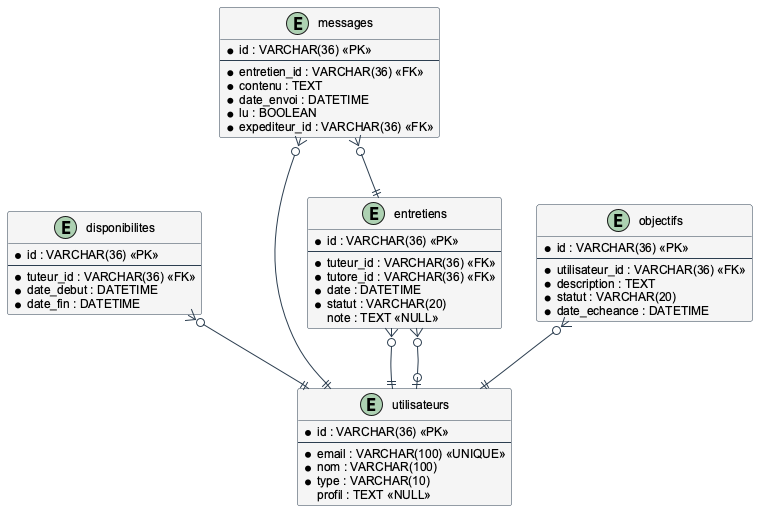 E messages
id : VARCHAR(36) «PK»
entretien_id : VARCHAR(36) «FK»
contenu : TEXT
date_envoi : DATETIME
lu : BOOLEAN
expediteur_id : VARCHAR(36) «FK»
E disponibilites
id : VARCHAR(36) «PK»
tuteur_id : VARCHAR(36) «FK»
date_debut : DATETIME
date_fin : DATETIME
E entretiens
id : VARCHAR(36) «PK»
tuteur_id : VARCHAR(36) «FK»
tutore_id : VARCHAR(36) «FK»
date : DATETIME
statut : VARCHAR(20)
note : TEXT «NULL»
E objectifs
id : VARCHAR(36) «PK»
utilisateur_id : VARCHAR(36) «FK»
description : TEXT
statut : VARCHAR(20)
date_echeance : DATETIME
E utilisateurs
id : VARCHAR(36) «PK»
email : VARCHAR(100) «UNIQUE»
nom : VARCHAR(100)
type : VARCHAR(10)
profil : TEXT «NULL»